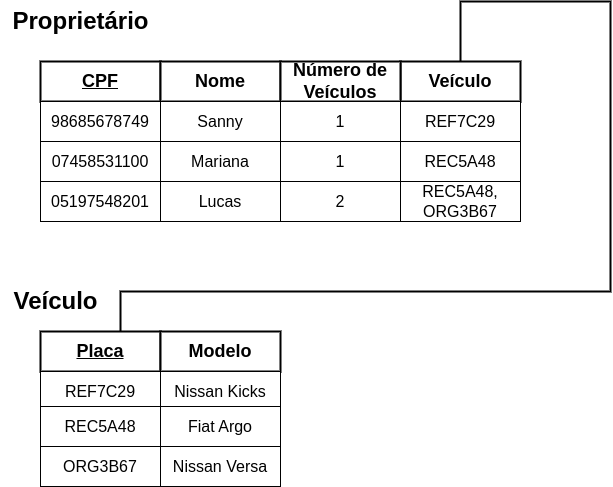 Proprietário
CPF Nome Número de Veículos Veículo
98685678749 Sanny 1 REF7C29
07458531100 Mariana 1 REC5A48
05197548201 Lucas 2 REC5A48, ORG3B67
Veículo
Placa Modelo
REF7C29 Nissan Kicks
REC5A48 Fiat Argo
ORG3B67 Nissan Versa